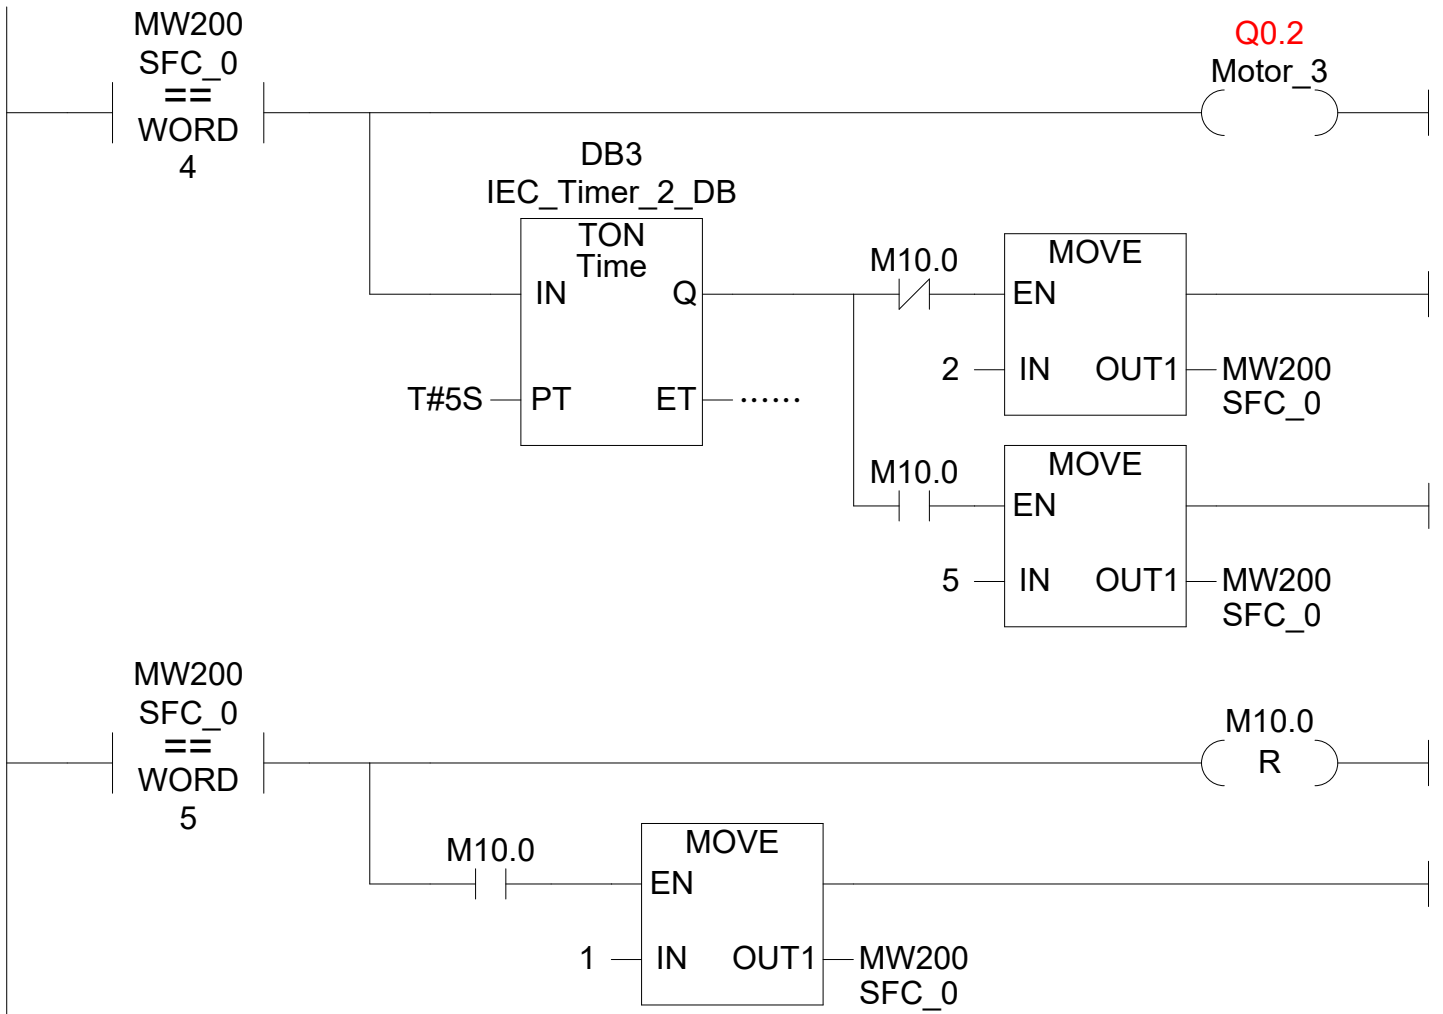 MW200
SFC_0
==
WORD
4
Q0.2
Motor_3
DB3
IEC_Timer_2_DB
TON
Time
IN Q
T#5S PT ET ......
M10.0
MOVE
EN
2 IN OUT1 MW200
SFC_0
M10.0
MOVE
EN
5 IN OUT1 MW200
SFC_0
MW200
SFC_0
==
WORD
5
M10.0
R
M10.0
MOVE
EN
1 IN OUT1 MW200
SFC_0